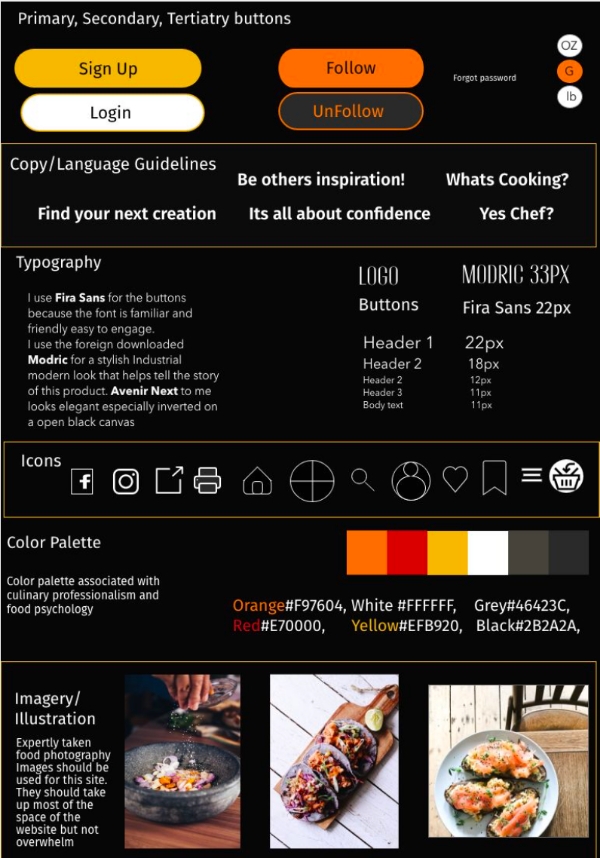 Primary, Secondary, Tertiatry buttons
Sign Up
Login
Follow
UnFollow
Forgot password
OZ
G
lb
Copy/Language Guidelines
Be others inspiration!
Whats Cooking?
Find your next creation
Its all about confidence
Yes Chef?
Typography
I use Fira Sans for the buttons
because the font is familiar and
friendly easy to engage.
I use the foreign downloaded
Modric for a stylish Industrial
modern look that helps tell the story
of this product. Avenir Next to me
looks elegant especially inverted on
a open black canvas
LOGO MODRIC 33PX
Buttons Fira Sans 22px
Header 1 22px
Header 2 18px
Header 2 12px
Header 3 11px
Body text 11px
Icons
f
Color Palette
Color palette associated with
culinary professionalism and
food psychology
Orange#F97604, White #FFFFFF, Grey#46423C,
Red#E70000, Yellow#EFB920, Black#2B2A2A,
Imagery/
Illustration
Expertly taken
food photography
Images should be
used for this site.
They should take
up most of the
space of the
website but not
overwhelm